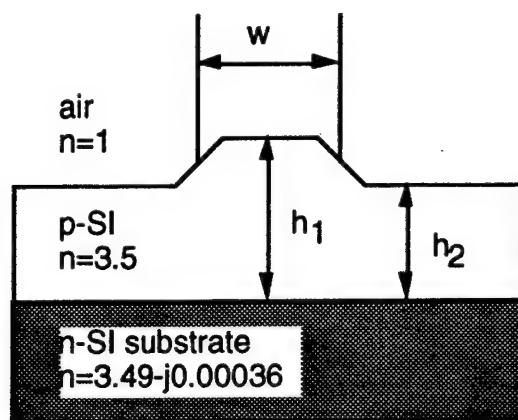 w
air
n=1
p-SI
n=3.5
h1
h2
n-SI substrate
n=3.49-j0.00036